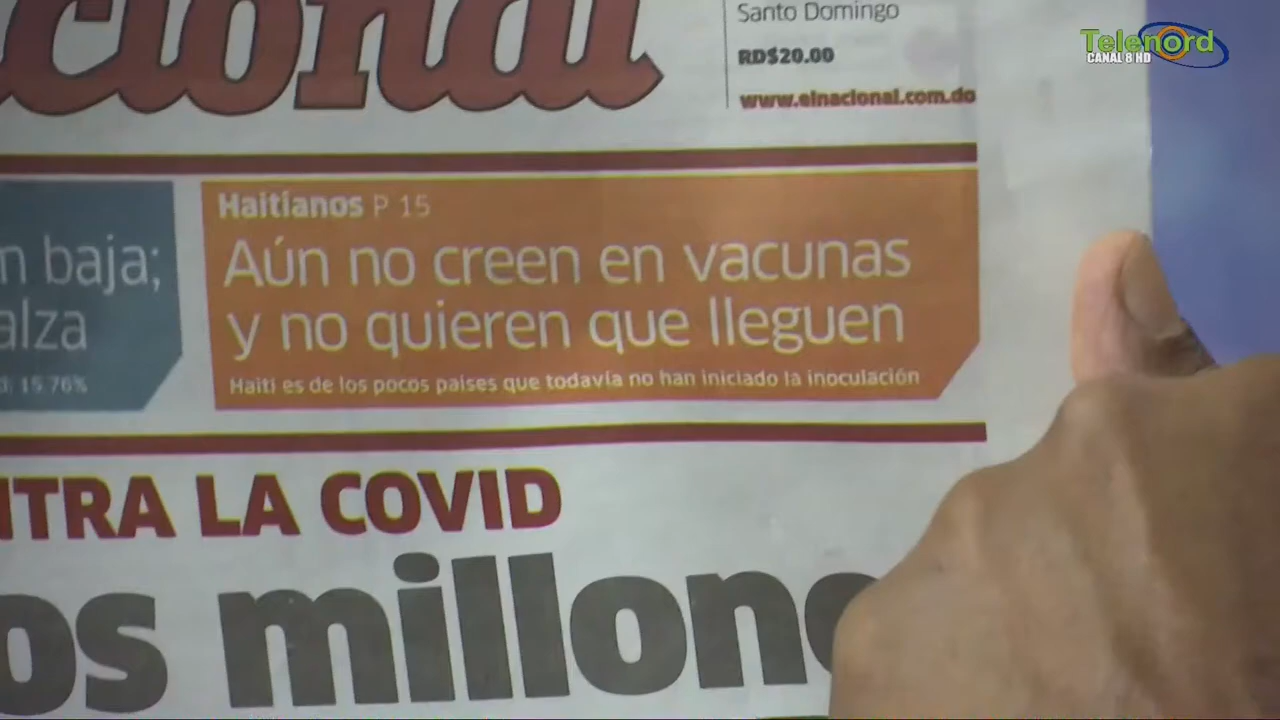 cional
Santo Domingo
RD$20.00
www.elnacional.com.do
Telenord
CANAL 8 HD
baja;
alza
15.76%
Haitianos P 15
Aún no creen en vacunas
y no quieren que lleguen
Haití es de los pocos países que todavía no han iniciado la inoculación
NTRA LA COVID
os millone